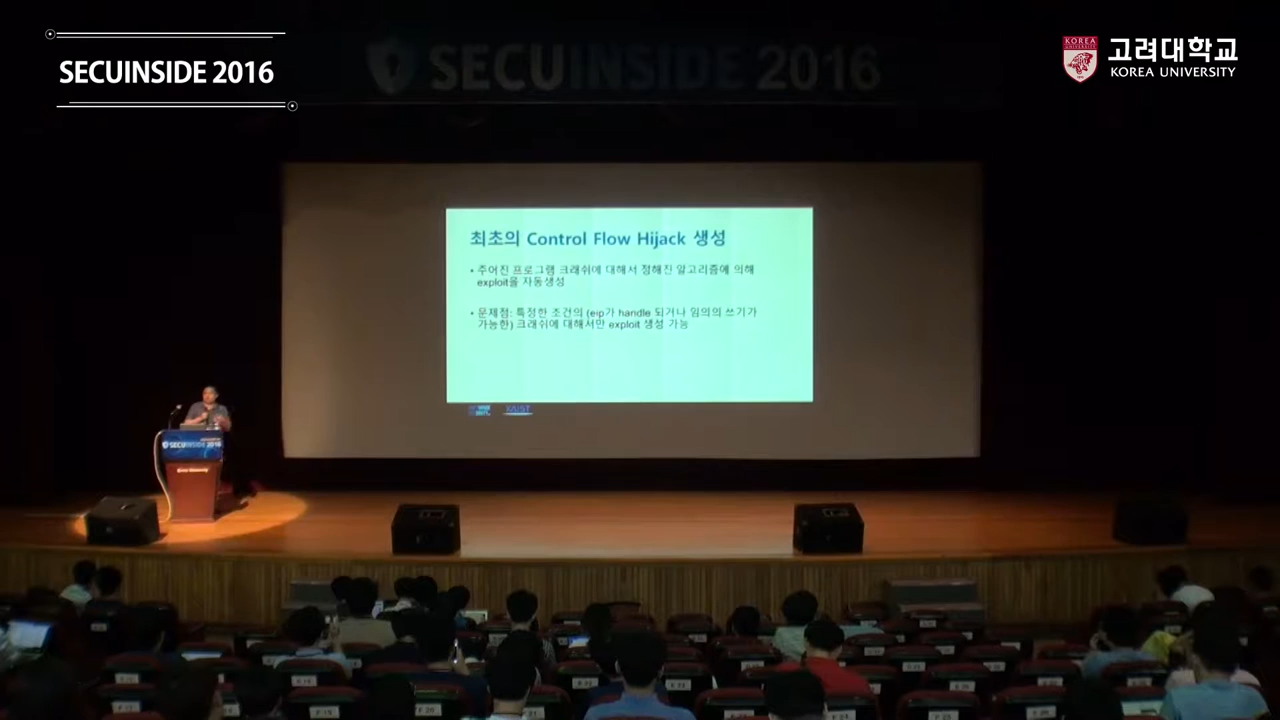 SECUINSIDE 2016
고려대학교
KOREA UNIVERSITY
SECUINSIDE 2016
최초의 Control Flow Hijack 생성
• 주어진 프로그램 크래쉬에 대해서 정해진 알고리즘에 의해
exploit을 자동생성
• 문제점: 특정한 조건의 (eip가 handle 되거나 임의의 쓰기가
가능한) 크래쉬에 대해서만 exploit 생성 가능
KAIST
SECUINSIDE 2016
Korea University